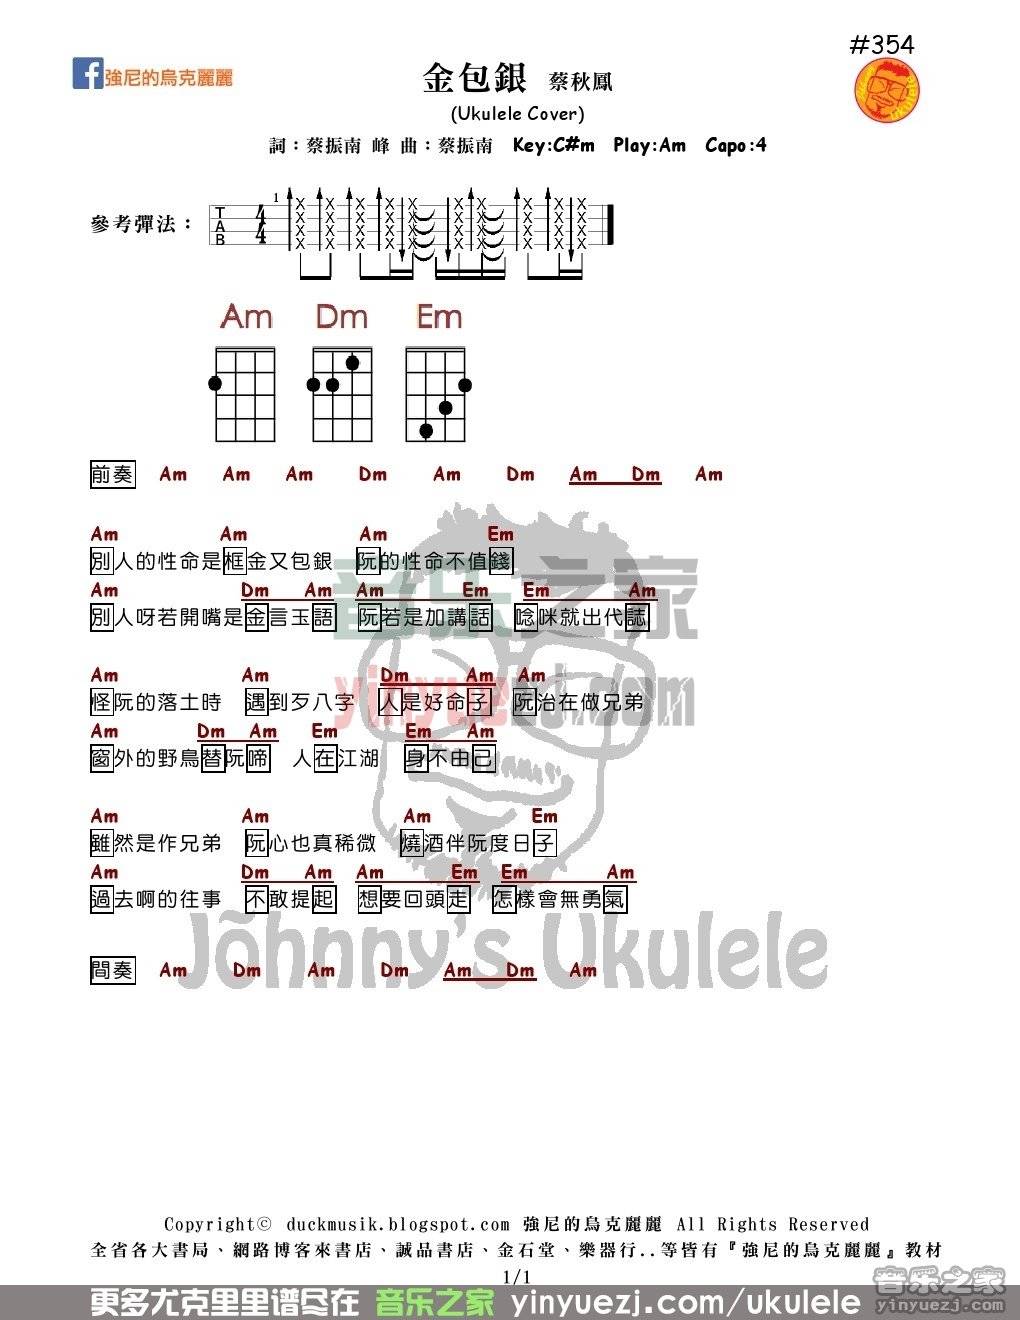 #354
強尼的烏克麗麗
金包銀 蔡秋鳳
(Ukulele Cover)
詞：蔡振南 峰 曲：蔡振南 Key:C#m Play:Am Capo:4
參考彈法：
1
T A B 4 4
Am Dm Em
前奏 Am Am Am Dm Am Dm Am Dm Am
Am Am Am Em
別人的性命是框金又包銀 阮的性命不值錢
Am Dm Am Am Em Em Am
別人呀若開嘴是金言玉語 阮若是加講話 唸咪就出代誌
Am Am Dm Am Am
怪阮的落土時 遇到歹八字 人是好命子 阮治在做兄弟
Am Dm Am Em Em Am
窗外的野鳥替阮啼 人在江湖 身不由己
Am Am Am Em
雖然是作兄弟 阮心也真稀微 燒酒伴阮度日子
Am Dm Am Am Em Em Am
過去啊的往事 不敢提起 想要回頭走 怎樣會無勇氣
間奏 Am Dm Am Dm Am Dm Am
音乐之家
Jõhnny's Ukulele
Copyright© duckmusik.blogspot.com 強尼的烏克麗麗 All Rights Reserved
全省各大書局、網路博客來書店、誠品書店、金石堂、樂器行..等皆有『強尼的烏克麗麗』教材
1/1
更多尤克里里谱尽在 音乐之家 yinyuezj.com/ukulele
音乐之家
yinyuezj.com